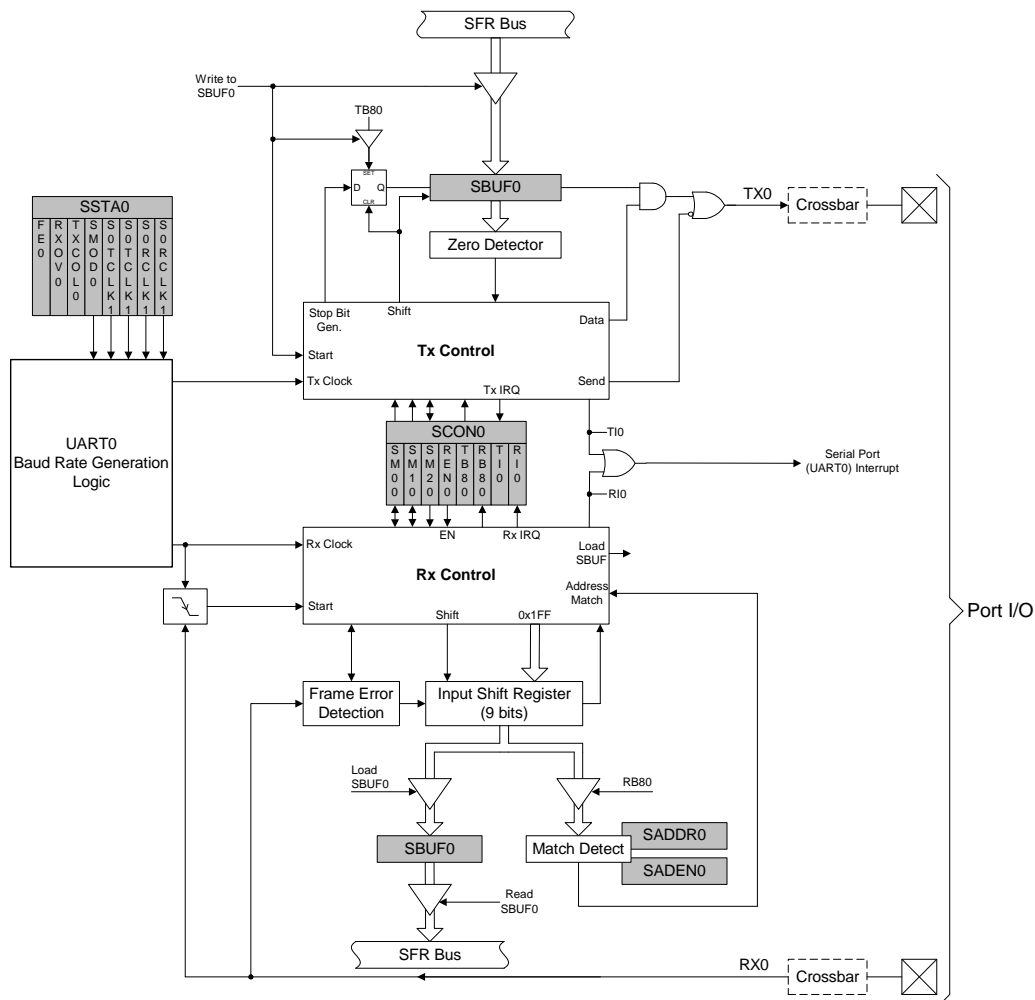 SFR Bus
Write to
SBUF0
TB80
SET
D Q
CLR
SBUF0
TX0
Crossbar
Zero Detector
SSTA0
FE0
RXOV0
TXCOL0
SMOD0
S0TCLK1
S0TCLK1
S0RCLK1
S0RCLK1
Stop Bit
Gen.
Shift
Data
Tx Control
Start
Tx Clock
Tx IRQ
Send
UART0
Baud Rate Generation
Logic
SCON0
SM00
SM10
SM20
REN0
TB80
RB80
TI0
RI0
TI0
RI0
Serial Port
(UART0) Interrupt
Rx Clock
EN
Rx IRQ
Load
SBUF
Rx Control
Address
Match
Start
Shift
0x1FF
Port I/O
Frame Error
Detection
Input Shift Register
(9 bits)
Load
SBUF0
RB80
SBUF0
Match Detect
SADDR0
SADEN0
Read
SBUF0
SFR Bus
RX0
Crossbar